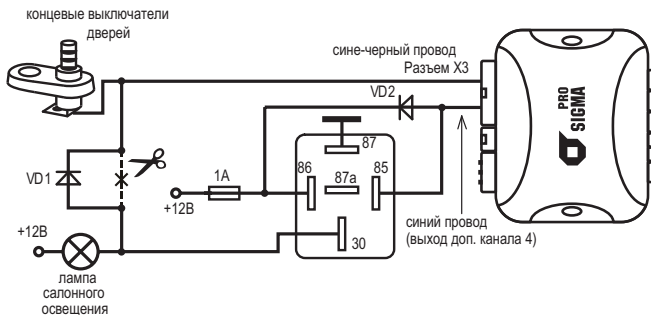 концевые выключатели
дверей
сине-черный провод
Разъем X3
VD2
PRO
SIGMA
87
86
87a
85
VD1
1А
+12В
30
синий провод
(выход доп. канала 4)
+12В
лампа
салонного
освещения